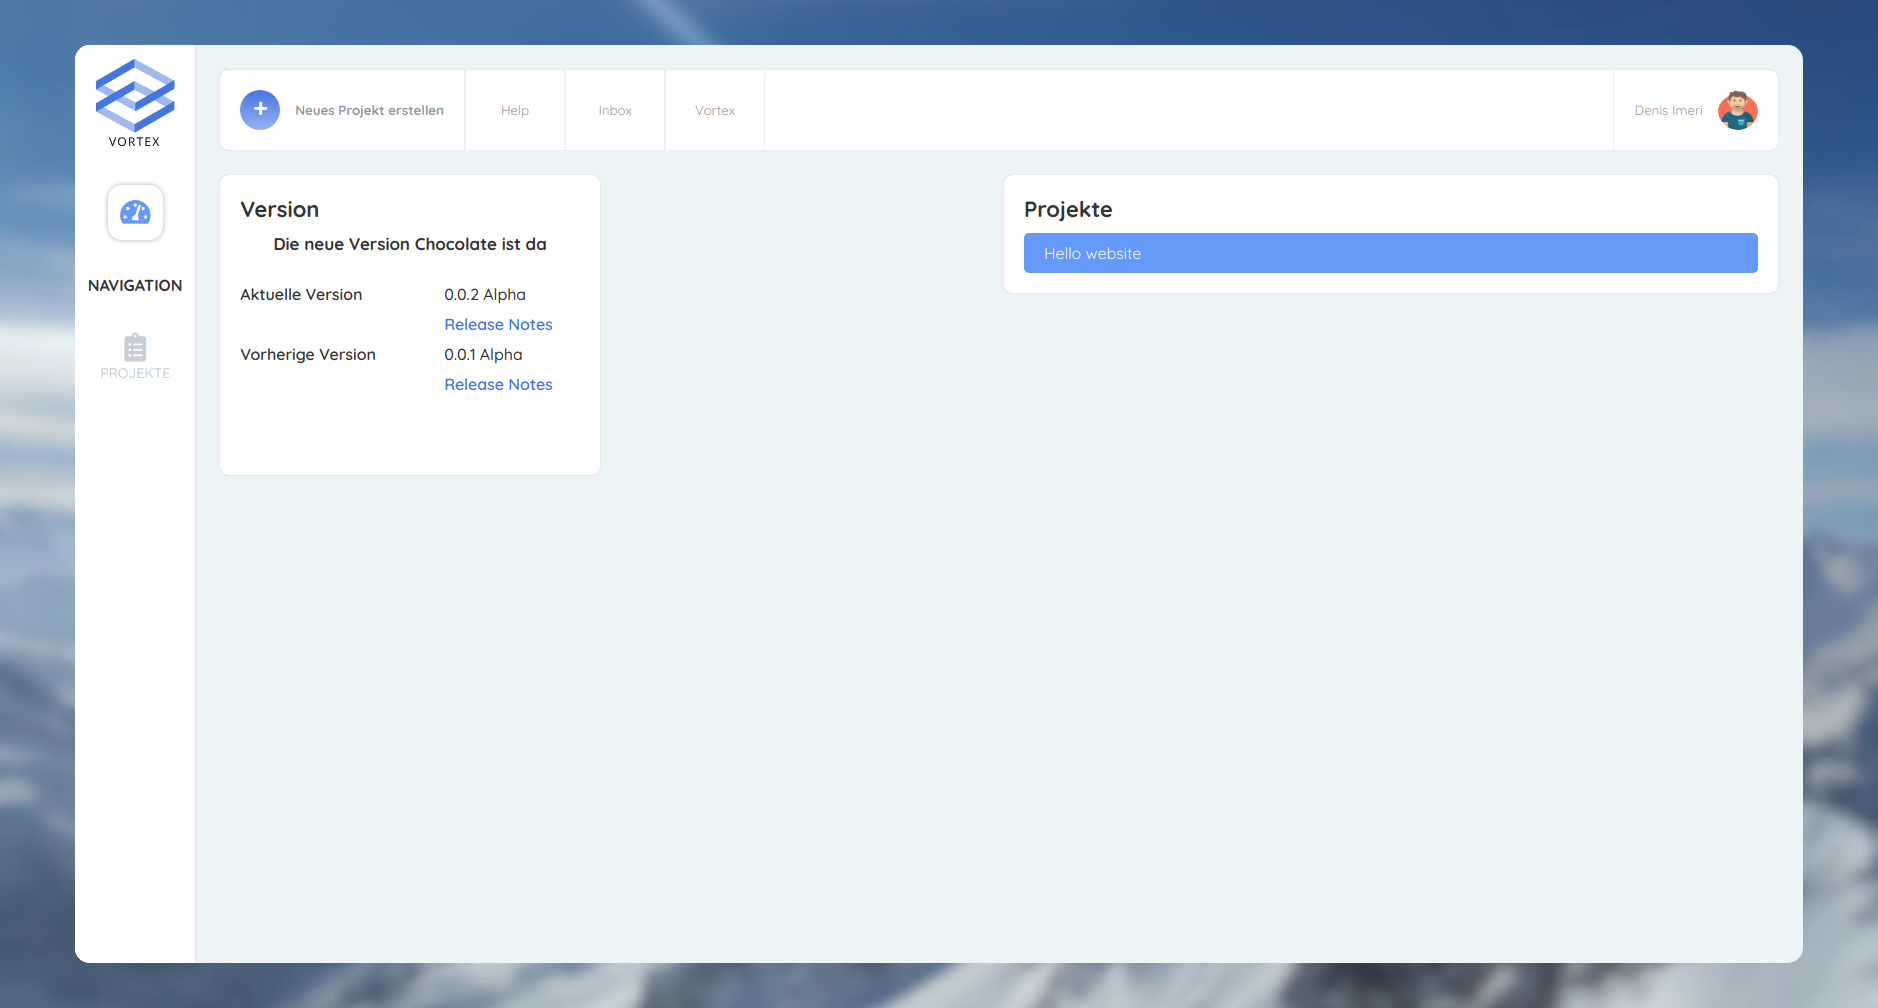 VORTEX
NAVIGATION
PROJEKTE
Neues Projekt erstellen
Help
Inbox
Vortex
Denis Imeri
Version
Die neue Version Chocolate ist da
Aktuelle Version 0.0.2 Alpha
Release Notes
Vorherige Version 0.0.1 Alpha
Release Notes
Projekte
Hello website